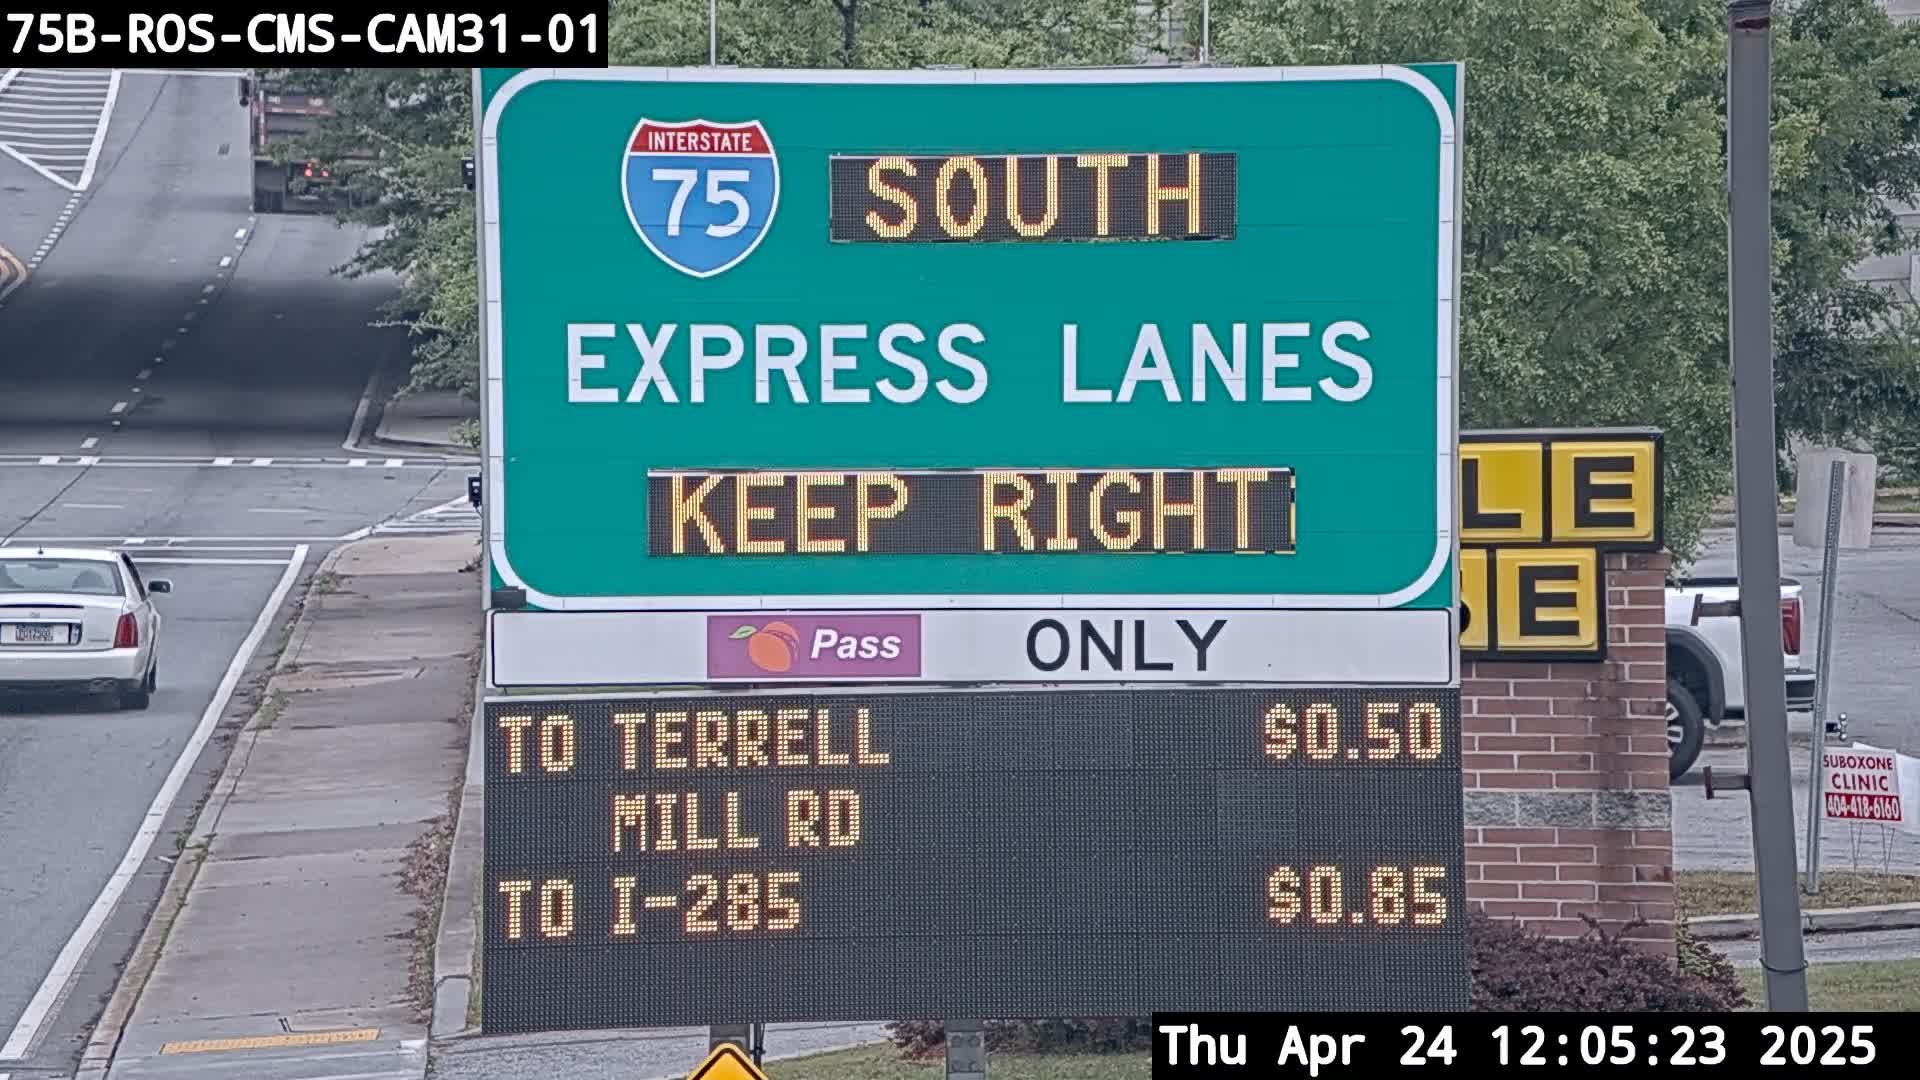 75B-ROS-CMS-CAM31-01
INTERSTATE
75
SOUTH
EXPRESS LANES
KEEP RIGHT
Pass ONLY
TO TERRELL $0.50
MILL RD
TO I-285 $0.85
LE
E
SUBOXONE
CLINIC
404-418-6160
Thu Apr 24 12:05:23 2025